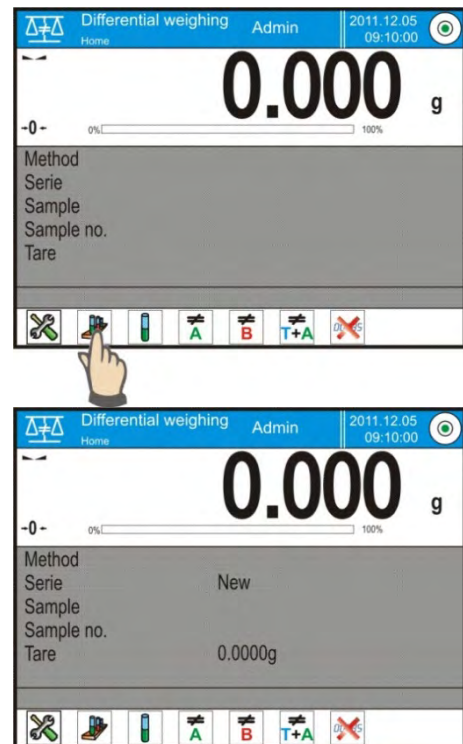 Differential weighing Admin 2011.12.05
Home 09:10:00
0.000 g
-0- 0% 100%
Method
Serie
Sample
Sample no.
Tare
A B T+A
Differential weighing Admin 2011.12.05
Home 09:10:00
0.000 g
-0- 0% 100%
Method
Serie New
Sample
Sample no.
Tare 0.0000g
A B T+A